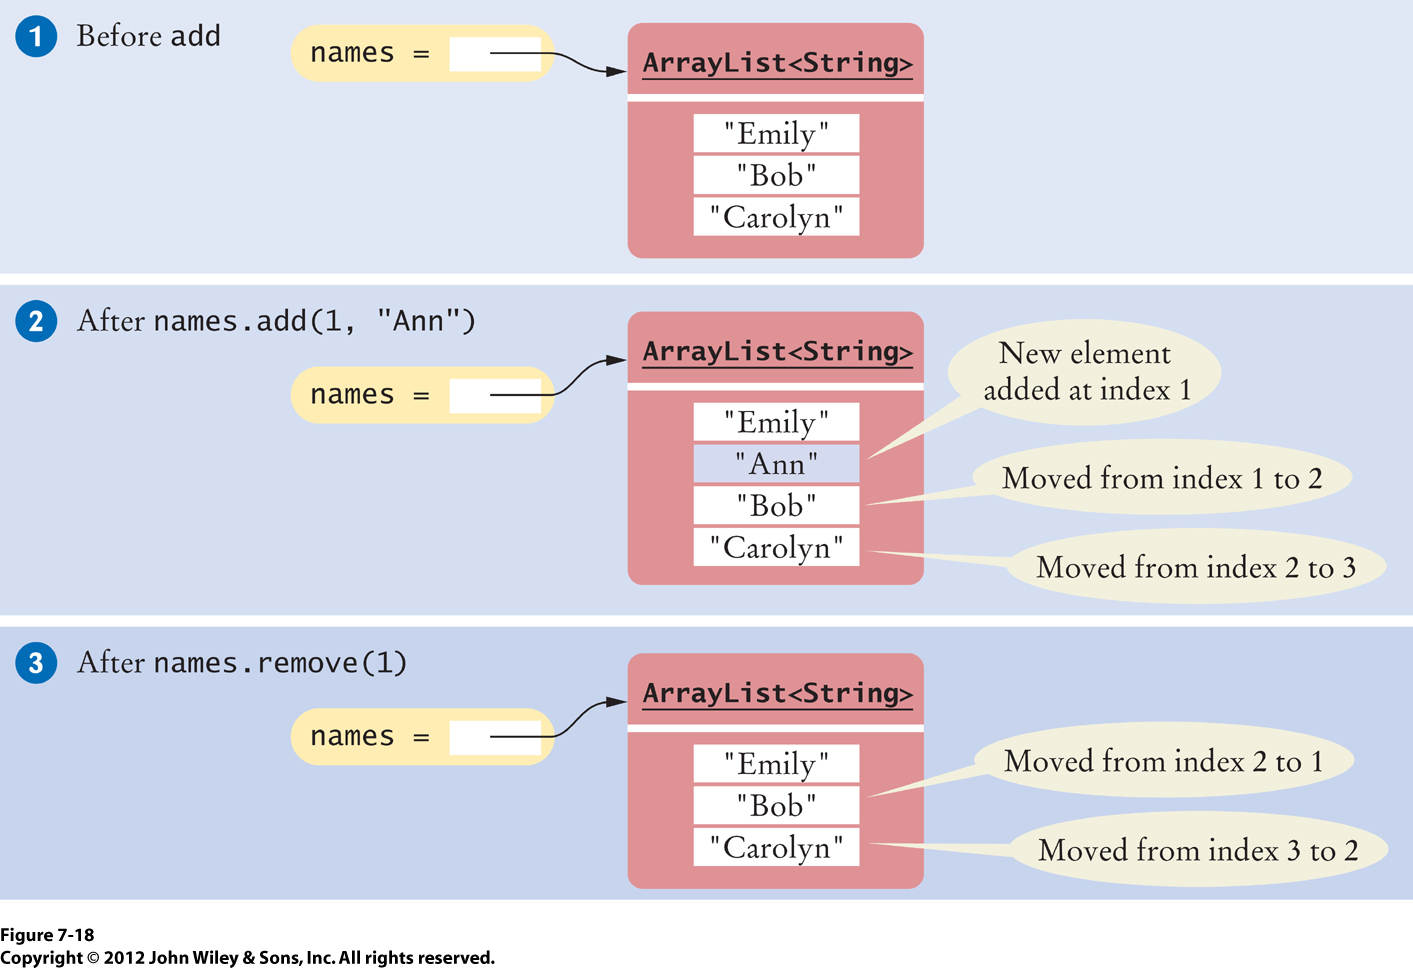 1 Before add
names =
ArrayList<String>
"Emily"
"Bob"
"Carolyn"
2 After names.add(1, "Ann")
names =
ArrayList<String>
"Emily"
"Ann"
"Bob"
"Carolyn"
New element
added at index 1
Moved from index 1 to 2
Moved from index 2 to 3
3 After names.remove(1)
names =
ArrayList<String>
"Emily"
"Bob"
"Carolyn"
Moved from index 2 to 1
Moved from index 3 to 2
Figure 7-18
Copyright © 2012 John Wiley & Sons, Inc. All rights reserved.